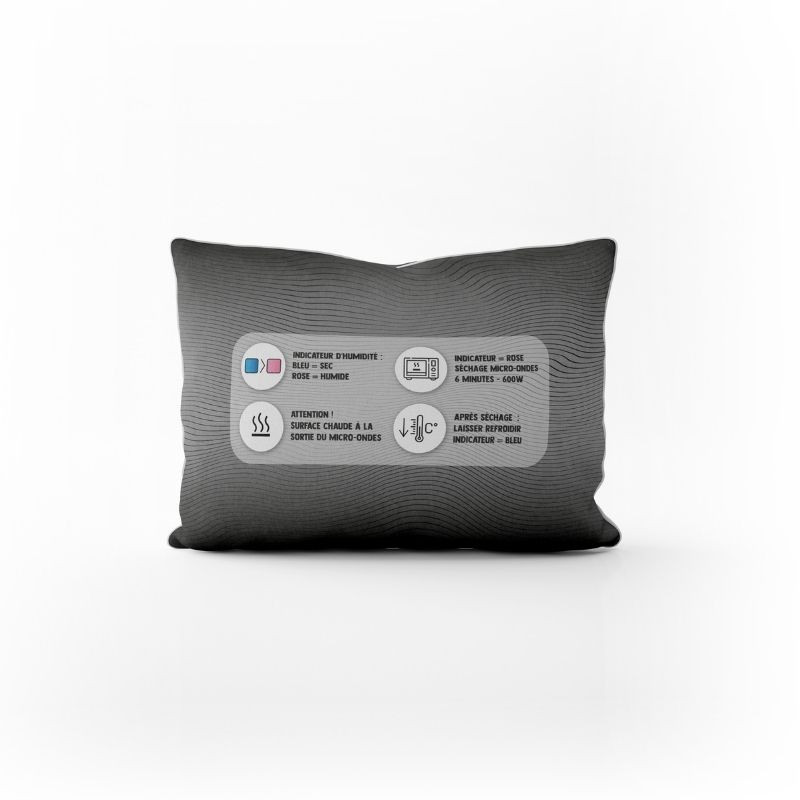 INDICATEUR D'HUMIDITÉ :
BLEU = SEC
ROSE = HUMIDE
INDICATEUR = ROSE
SÉCHAGE MICRO-ONDES
6 MINUTES - 600W
ATTENTION !
SURFACE CHAUDE À LA
SORTIE DU MICRO-ONDES
C°
APRÉS SÉCHAGE :
LAISSER REFROIDIR
INDICATEUR = BLEU